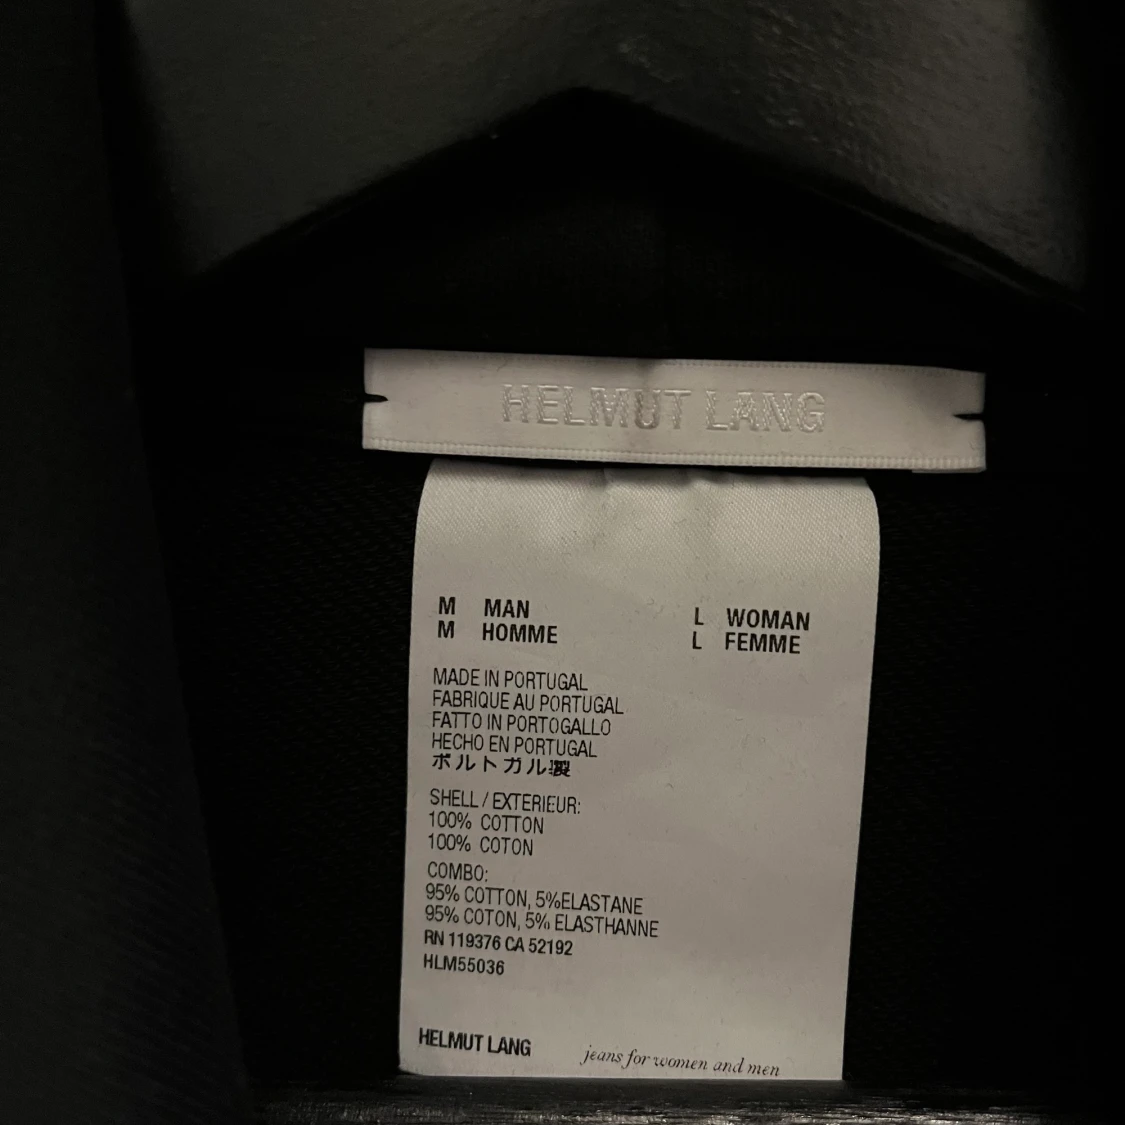 HELMUT LANG
M MAN L WOMAN
M HOMME L FEMME
MADE IN PORTUGAL
FABRIQUE AU PORTUGAL
FATTO IN PORTOGALLO
HECHO EN PORTUGAL
ポルトガル製
SHELL / EXTERIEUR:
100% COTTON
100% COTON
COMBO:
95% COTTON, 5%ELASTANE
95% COTON, 5% ELASTHANNE
RN 119376 CA 52192
HLM55036
HELMUT LANG jeans for women and men